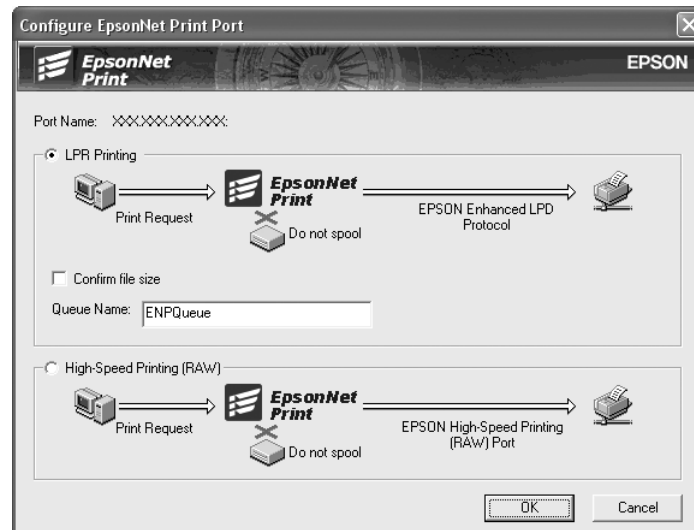 Configure EpsonNet Print Port
EpsonNet
Print
EPSON
Port Name: XXX.XXX.XXX.XXX:
LPR Printing
EpsonNet
Print
Print Request
EPSON Enhanced LPD
Protocol
Do not spool
Confirm file size
Queue Name: ENPQueue
High-Speed Printing (RAW)
EpsonNet
Print
Print Request
EPSON High-Speed Printing
(RAW) Port
Do not spool
OK
Cancel